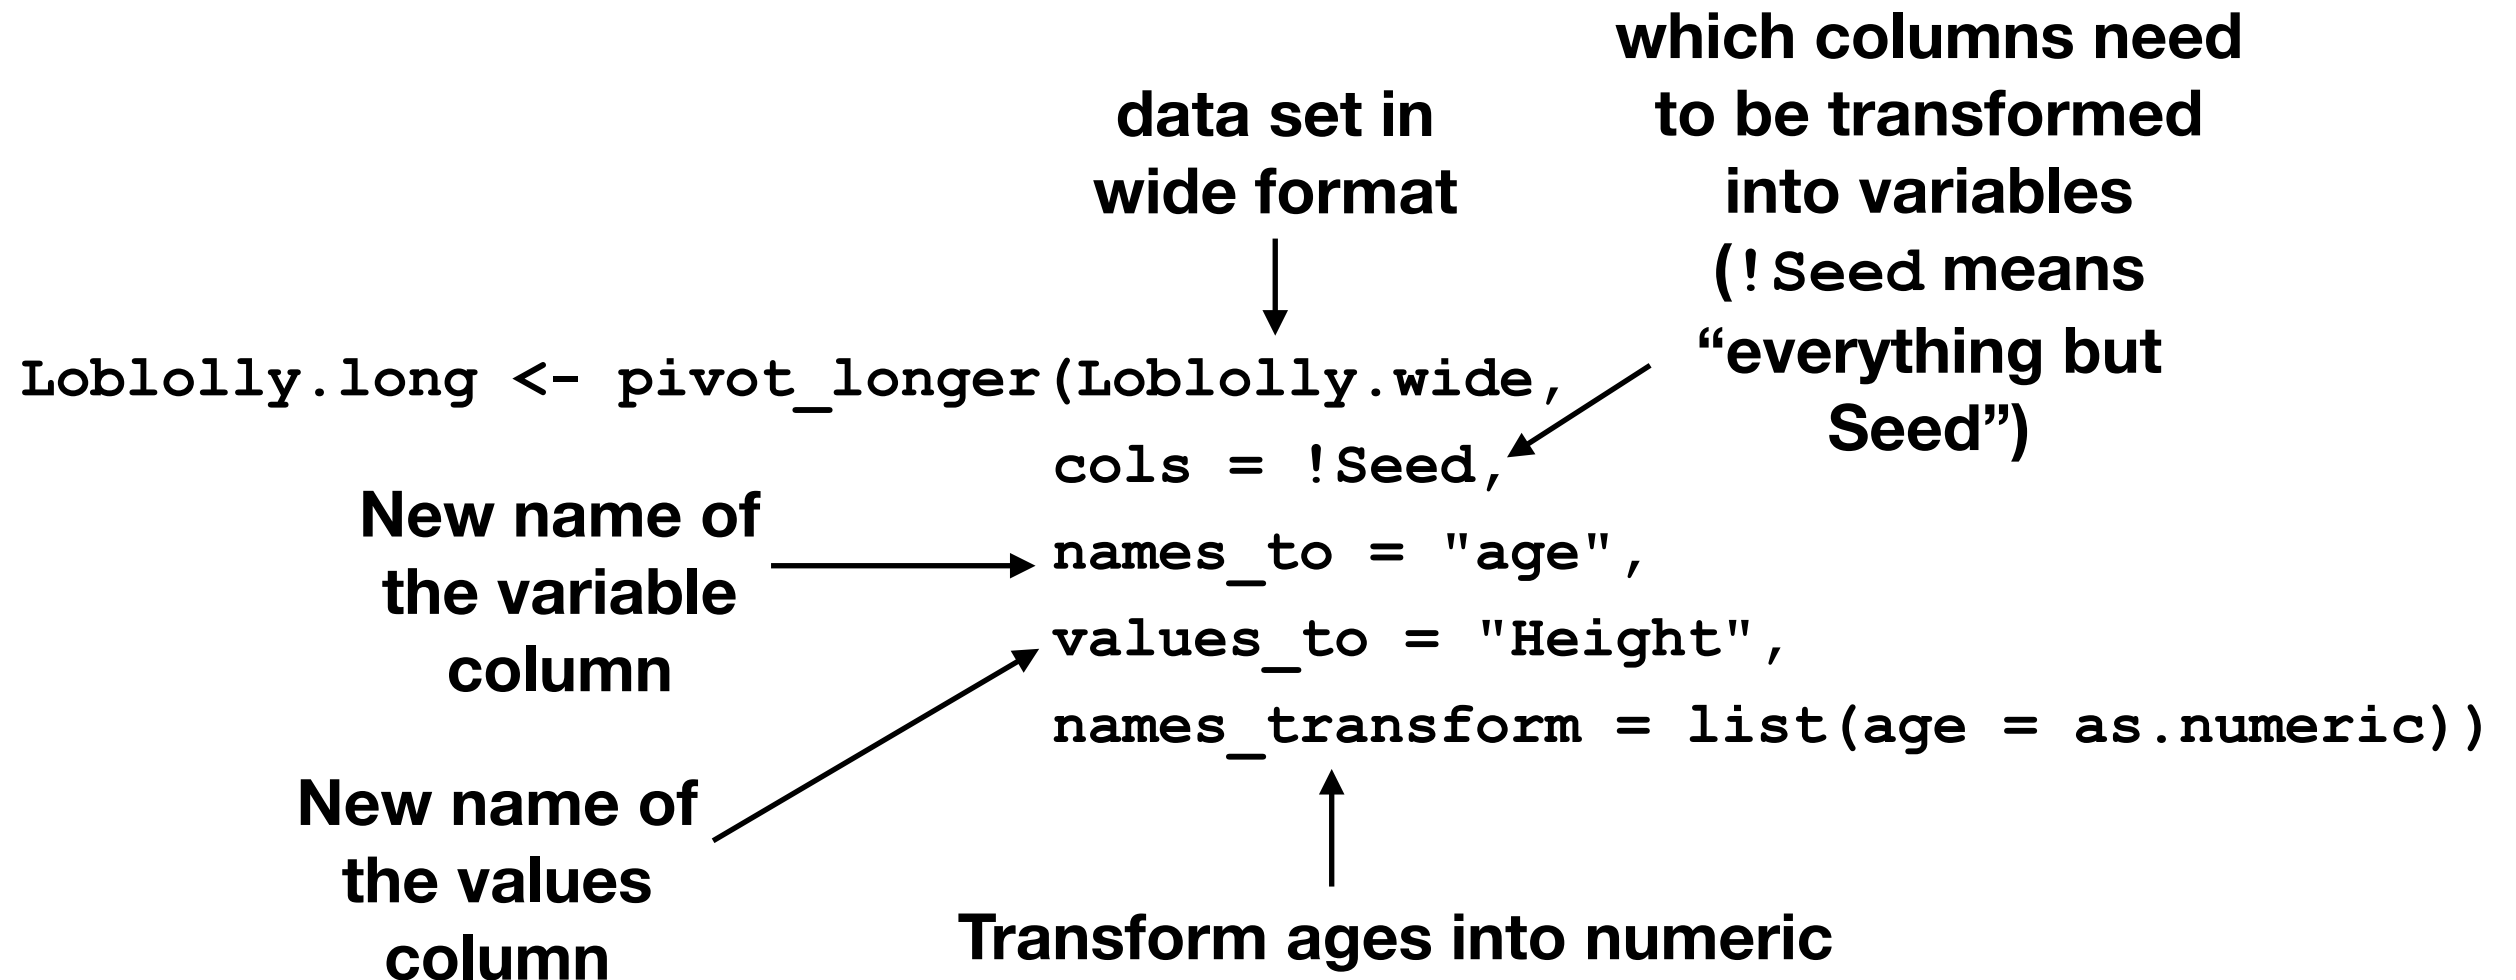 which columns need
to be transformed
into variables
(!Seed means
“everything but
Seed”)
data set in
wide format
Loblolly.long <- pivot_longer(Loblolly.wide,
cols = !Seed,
names_to = "age",
values_to = "Height",
names_transform = list(age = as.numeric))
New name of
the variable
column
New name of
the values
column
Transform ages into numeric